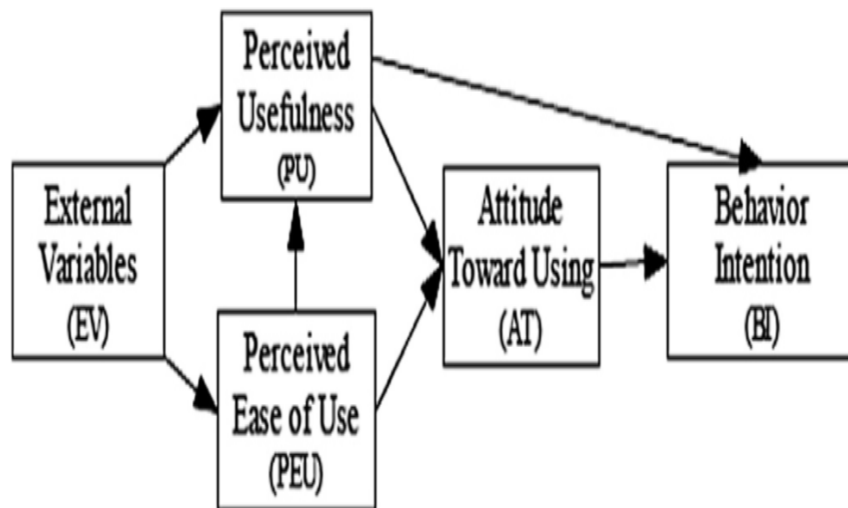 External
Variables
(EV)
Perceived
Usefulness
(PU)
Perceived
Ease of Use
(PEU)
Attitude
Toward Using
(AT)
Behavior
Intention
(BI)